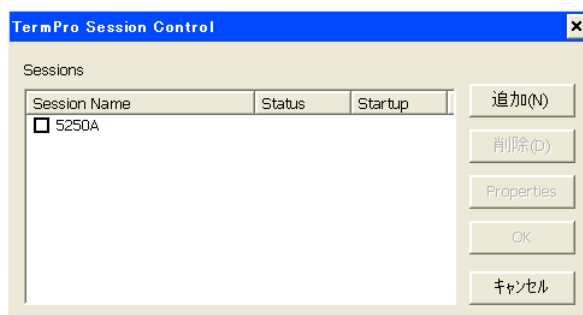 TermPro Session Control
Sessions
Session Name Status Startup
5250A
追加(N)
削除(D)
Properties
OK
キャンセル